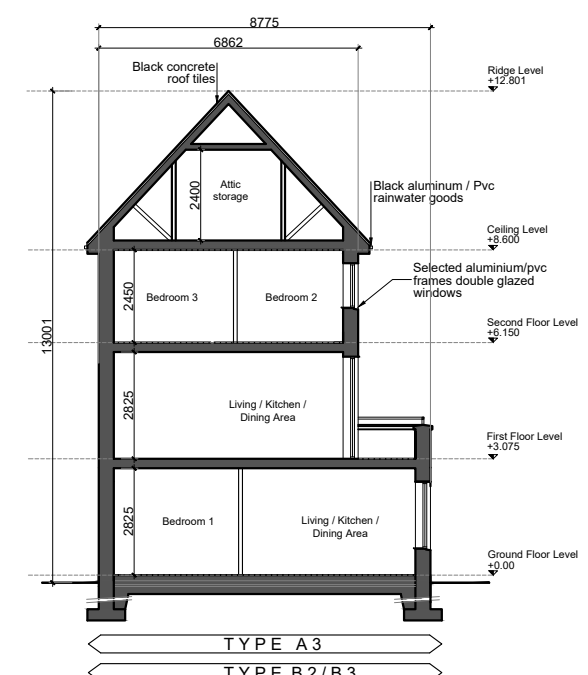 8775
6862
Black concrete
roof tiles
Ridge Level
+12.801
Attic
storage
2400
Black aluminum / Pvc
rainwater goods
Ceiling Level
+8.600
Selected aluminium/pvc
frames double glazed
windows
2450
Bedroom 3
Bedroom 2
13001
Second Floor Level
+6.150
2825
Living / Kitchen /
Dining Area
First Floor Level
+3.075
2825
Bedroom 1
Living / Kitchen /
Dining Area
Ground Floor Level
+0.00
TYPE A3
TYPE B2/B3